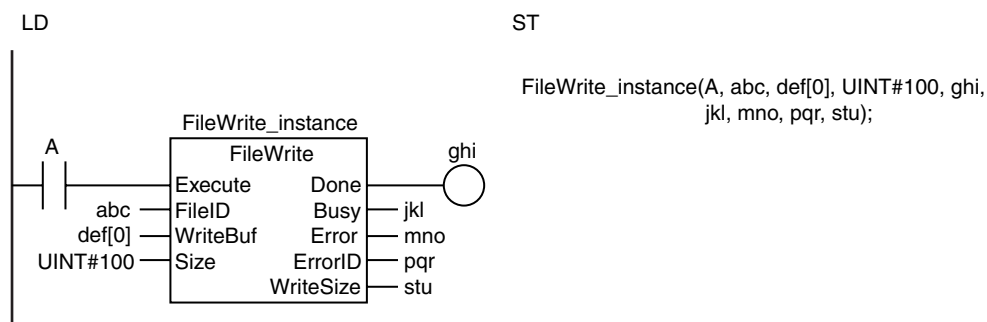 LD
ST
FileWrite_instance(A, abc, def[0], UINT#100, ghi,
jkl, mno, pqr, stu);
FileWrite_instance
A
FileWrite
ghi
Execute
Done
abc
FileID
Busy
jkl
def[0]
WriteBuf
Error
mno
UINT#100
Size
ErrorID
pqr
WriteSize
stu